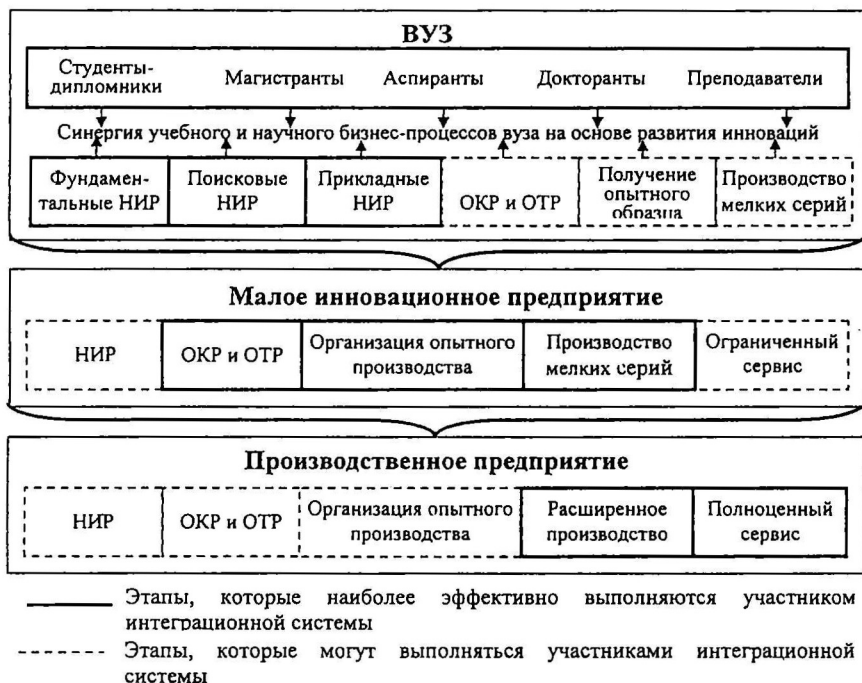 ВУЗ
Студенты-
дипломники
Магистранты
Аспиранты
Докторанты
Преподаватели
Синергия учебного и научного бизнес-процессов вуза на основе развития инноваций
Фундамен-
тальные НИР
Поисковые
НИР
Прикладные
НИР
ОКР и ОТР
Получение
опытного
образца
Производство
мелких серий
Малое инновационное предприятие
НИР
ОКР и ОТР
Организация опытного
производства
Производство
мелких серий
Ограниченный
сервис
Производственное предприятие
НИР
ОКР и ОТР
Организация опытного
производства
Расширенное
производство
Полноценный
сервис
Этапы, которые наиболее эффективно выполняются участником
интеграционной системы
Этапы, которые могут выполняться участниками интеграционной
системы